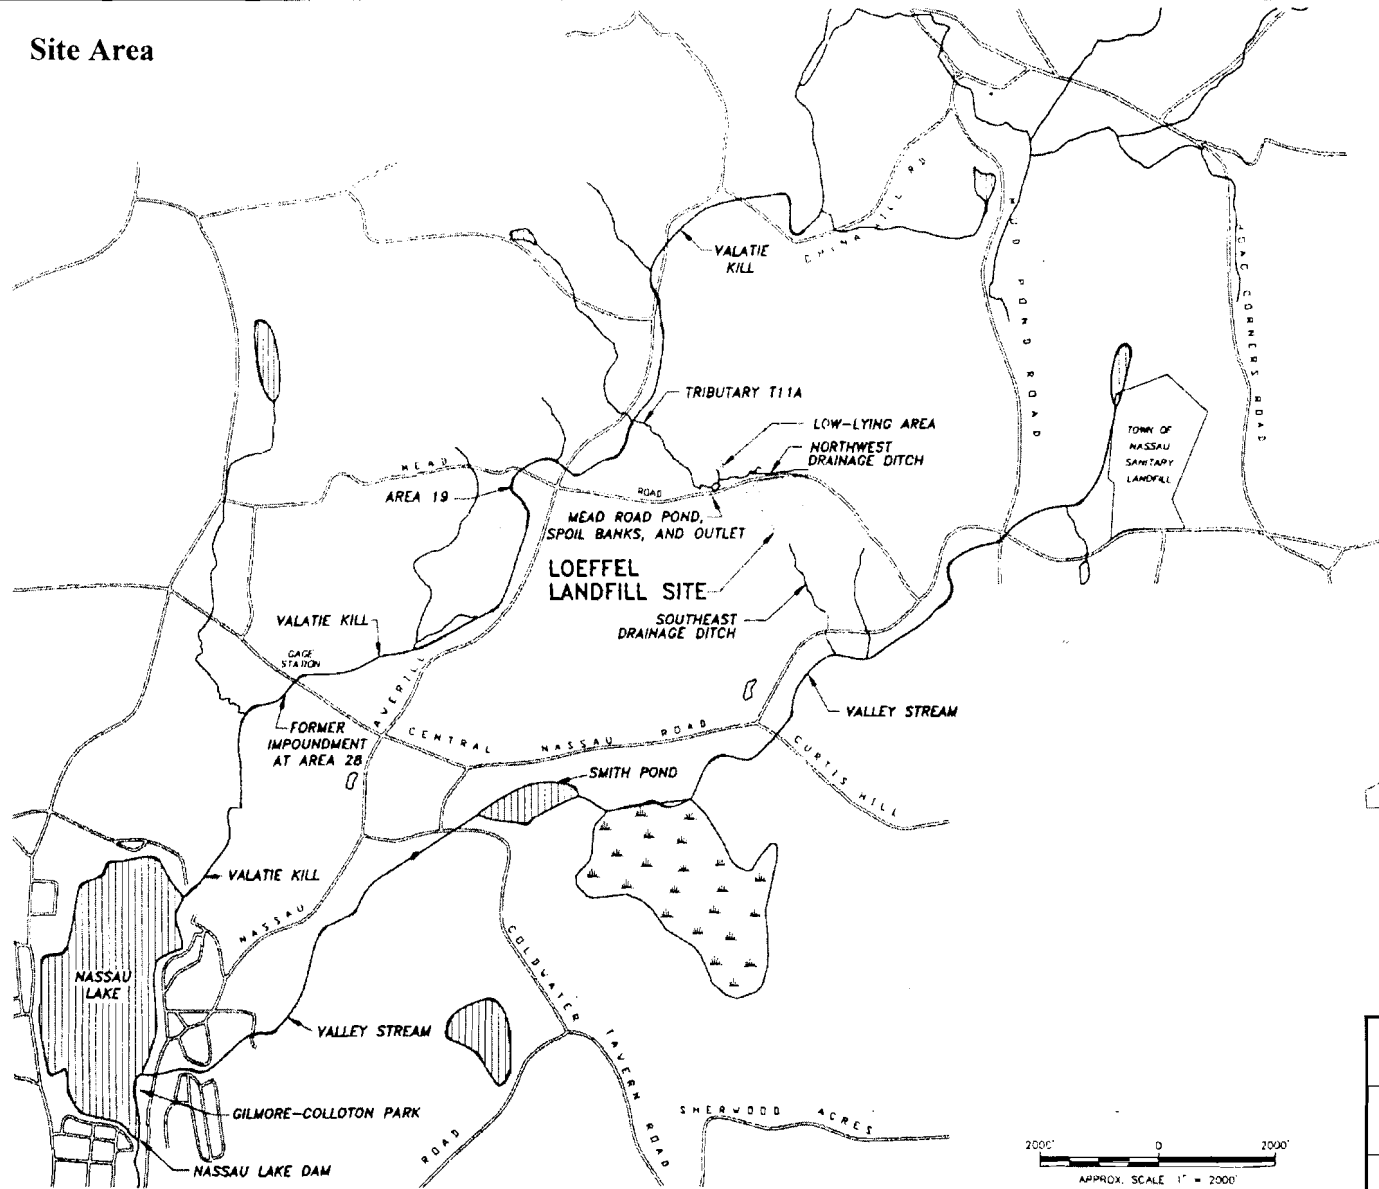 Site Area
CHINA HILL RD
VALATIE
KILL
MUD POND ROAD
HOAG CORNERS ROAD
TRIBUTARY T11A
LOW-LYING AREA
NORTHWEST
DRAINAGE DITCH
TOWN OF
NASSAU
SANITARY
LANDFILL
MEAD
ROAD
AREA 19
MEAD ROAD POND,
SPOIL BANKS, AND OUTLET
LOEFFEL
LANDFILL SITE
SOUTHEAST
DRAINAGE DITCH
VALATIE KILL
GAGE
STATION
AVERILL
FORMER
IMPOUNDMENT
AT AREA 28
CENTRAL NASSAU ROAD
VALLEY STREAM
CURTIS HILL
SMITH POND
VALATIE KILL
NASSAU
COLDWATER TAVERN ROAD
NASSAU
LAKE
VALLEY STREAM
GILMORE-COLLOTON PARK
ROAD
SHERWOOD ACRES
NASSAU LAKE DAM
2000' 0 2000'
APPROX. SCALE 1" = 2000'